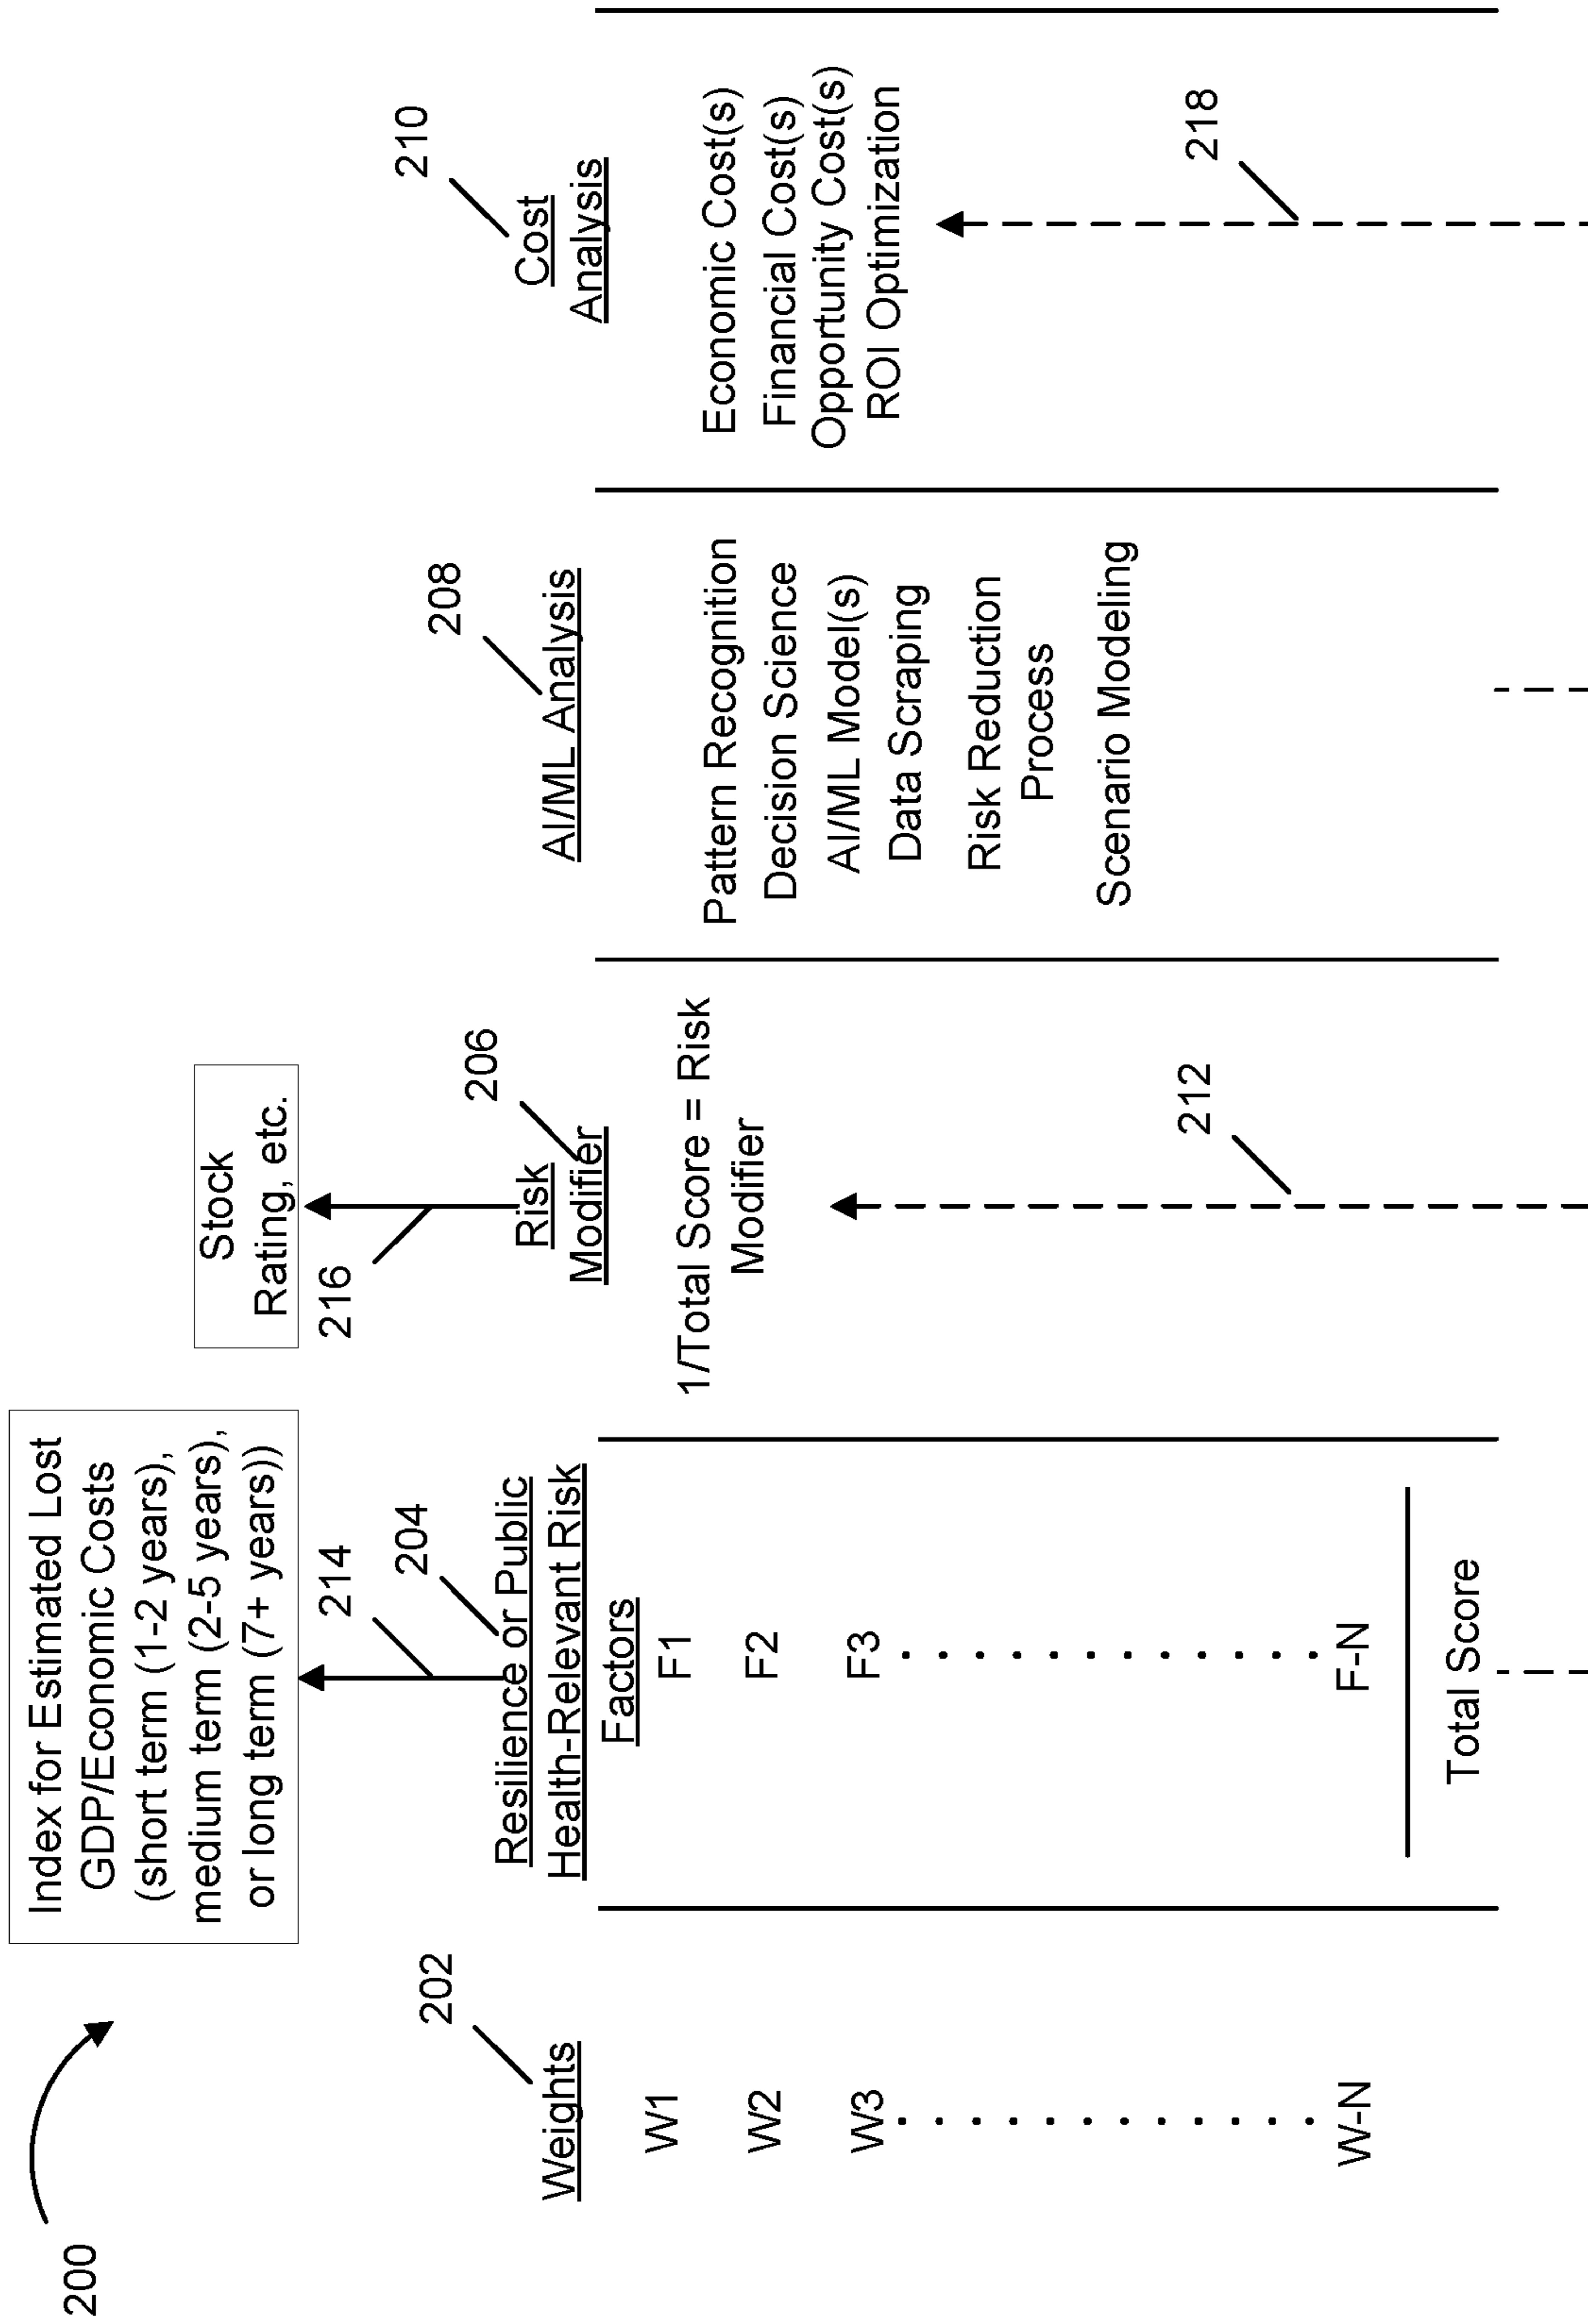 200
Index for Estimated Lost
GDP/Economic Costs
(short term (1-2 years),
medium term (2-5 years),
or long term (7+ years))
Stock
Rating, etc.
214
216
202
Weights
W1
W2
W3
W-N
204
Resilience or Public
Health-Relevant Risk
Factors
F1
F2
F3
F-N
Total Score
206
Risk
Modifier
1/Total Score = Risk
Modifier
212
208
AI/ML Analysis
Pattern Recognition
Decision Science
AI/ML Model(s)
Data Scraping
Risk Reduction
Process
Scenario Modeling
210
Cost
Analysis
Economic Cost(s)
Financial Cost(s)
Opportunity Cost(s)
ROI Optimization
218